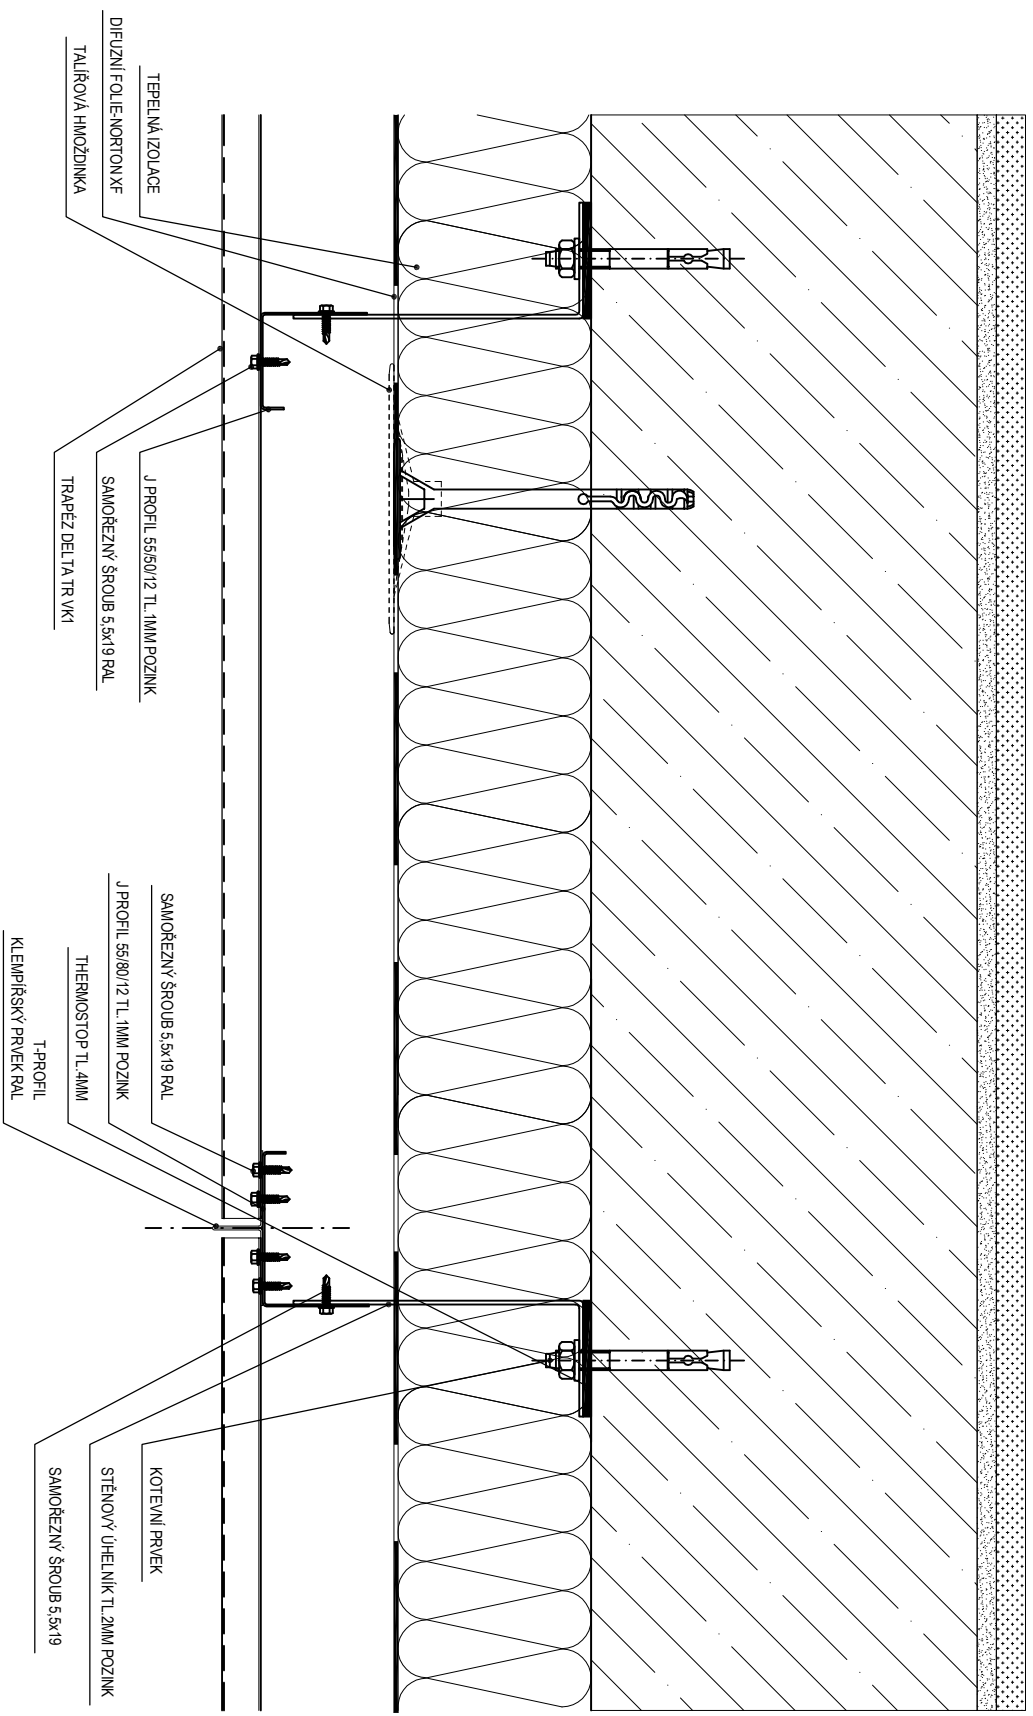 TEPELNÁ IZOLACE
DIFUZNÍ FOLIE-NORTON XF
TALÍŘOVÁ HMOŽDINKA
J PROFIL 55/50/12 TL.1MM POZINK
SAMOŘEZNÝ ŠROUB 5,5x19 RAL
TRAPÉZ DELTA TR VK1
SAMOŘEZNÝ ŠROUB 5,5x19 RAL
J PROFIL 55/80/12 TL.1MM POZINK
THERMOSTOP TL.4MM
T-PROFIL
KLEMPÍŘSKÝ PRVEK RAL
KOTEVNÍ PRVEK
STĚNOVÝ ÚHELNÍK TL.2MM POZINK
SAMOŘEZNÝ ŠROUB 5,5x19